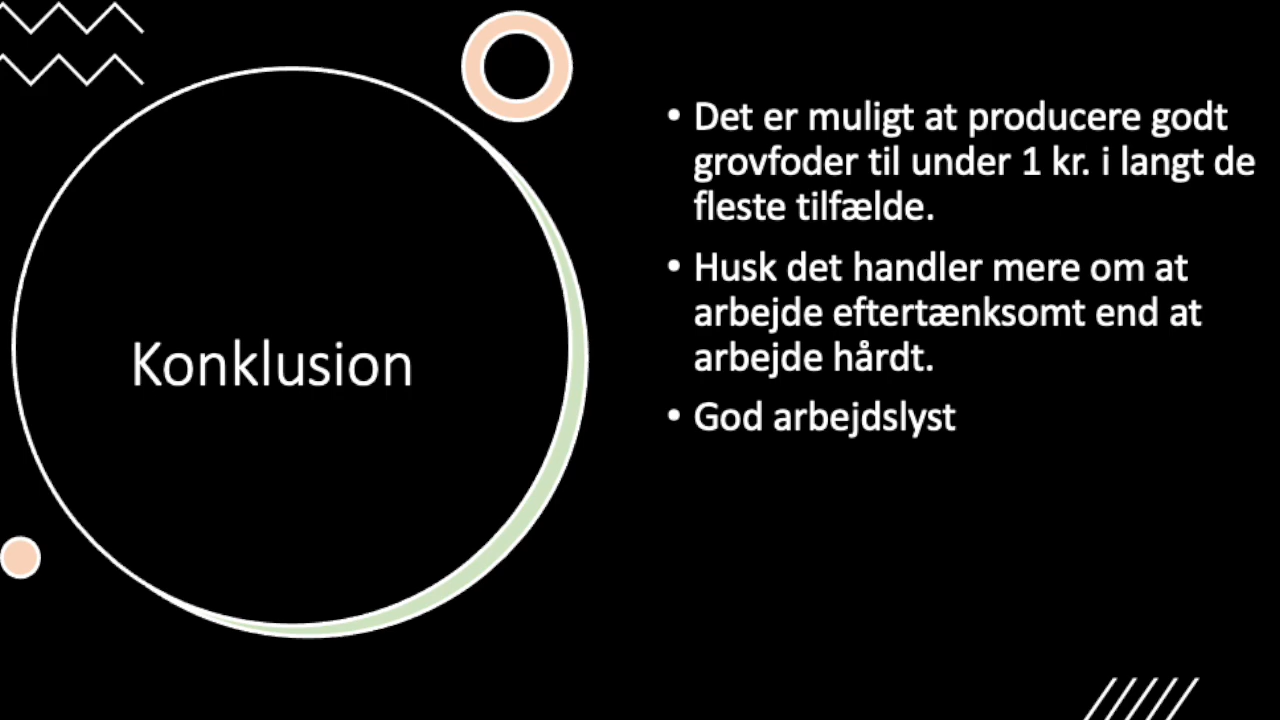 Konklusion
• Det er muligt at producere godt
grovfoder til under 1 kr. i langt de
fleste tilfælde.
• Husk det handler mere om at
arbejde eftertænksomt end at
arbejde hårdt.
• God arbejdslyst